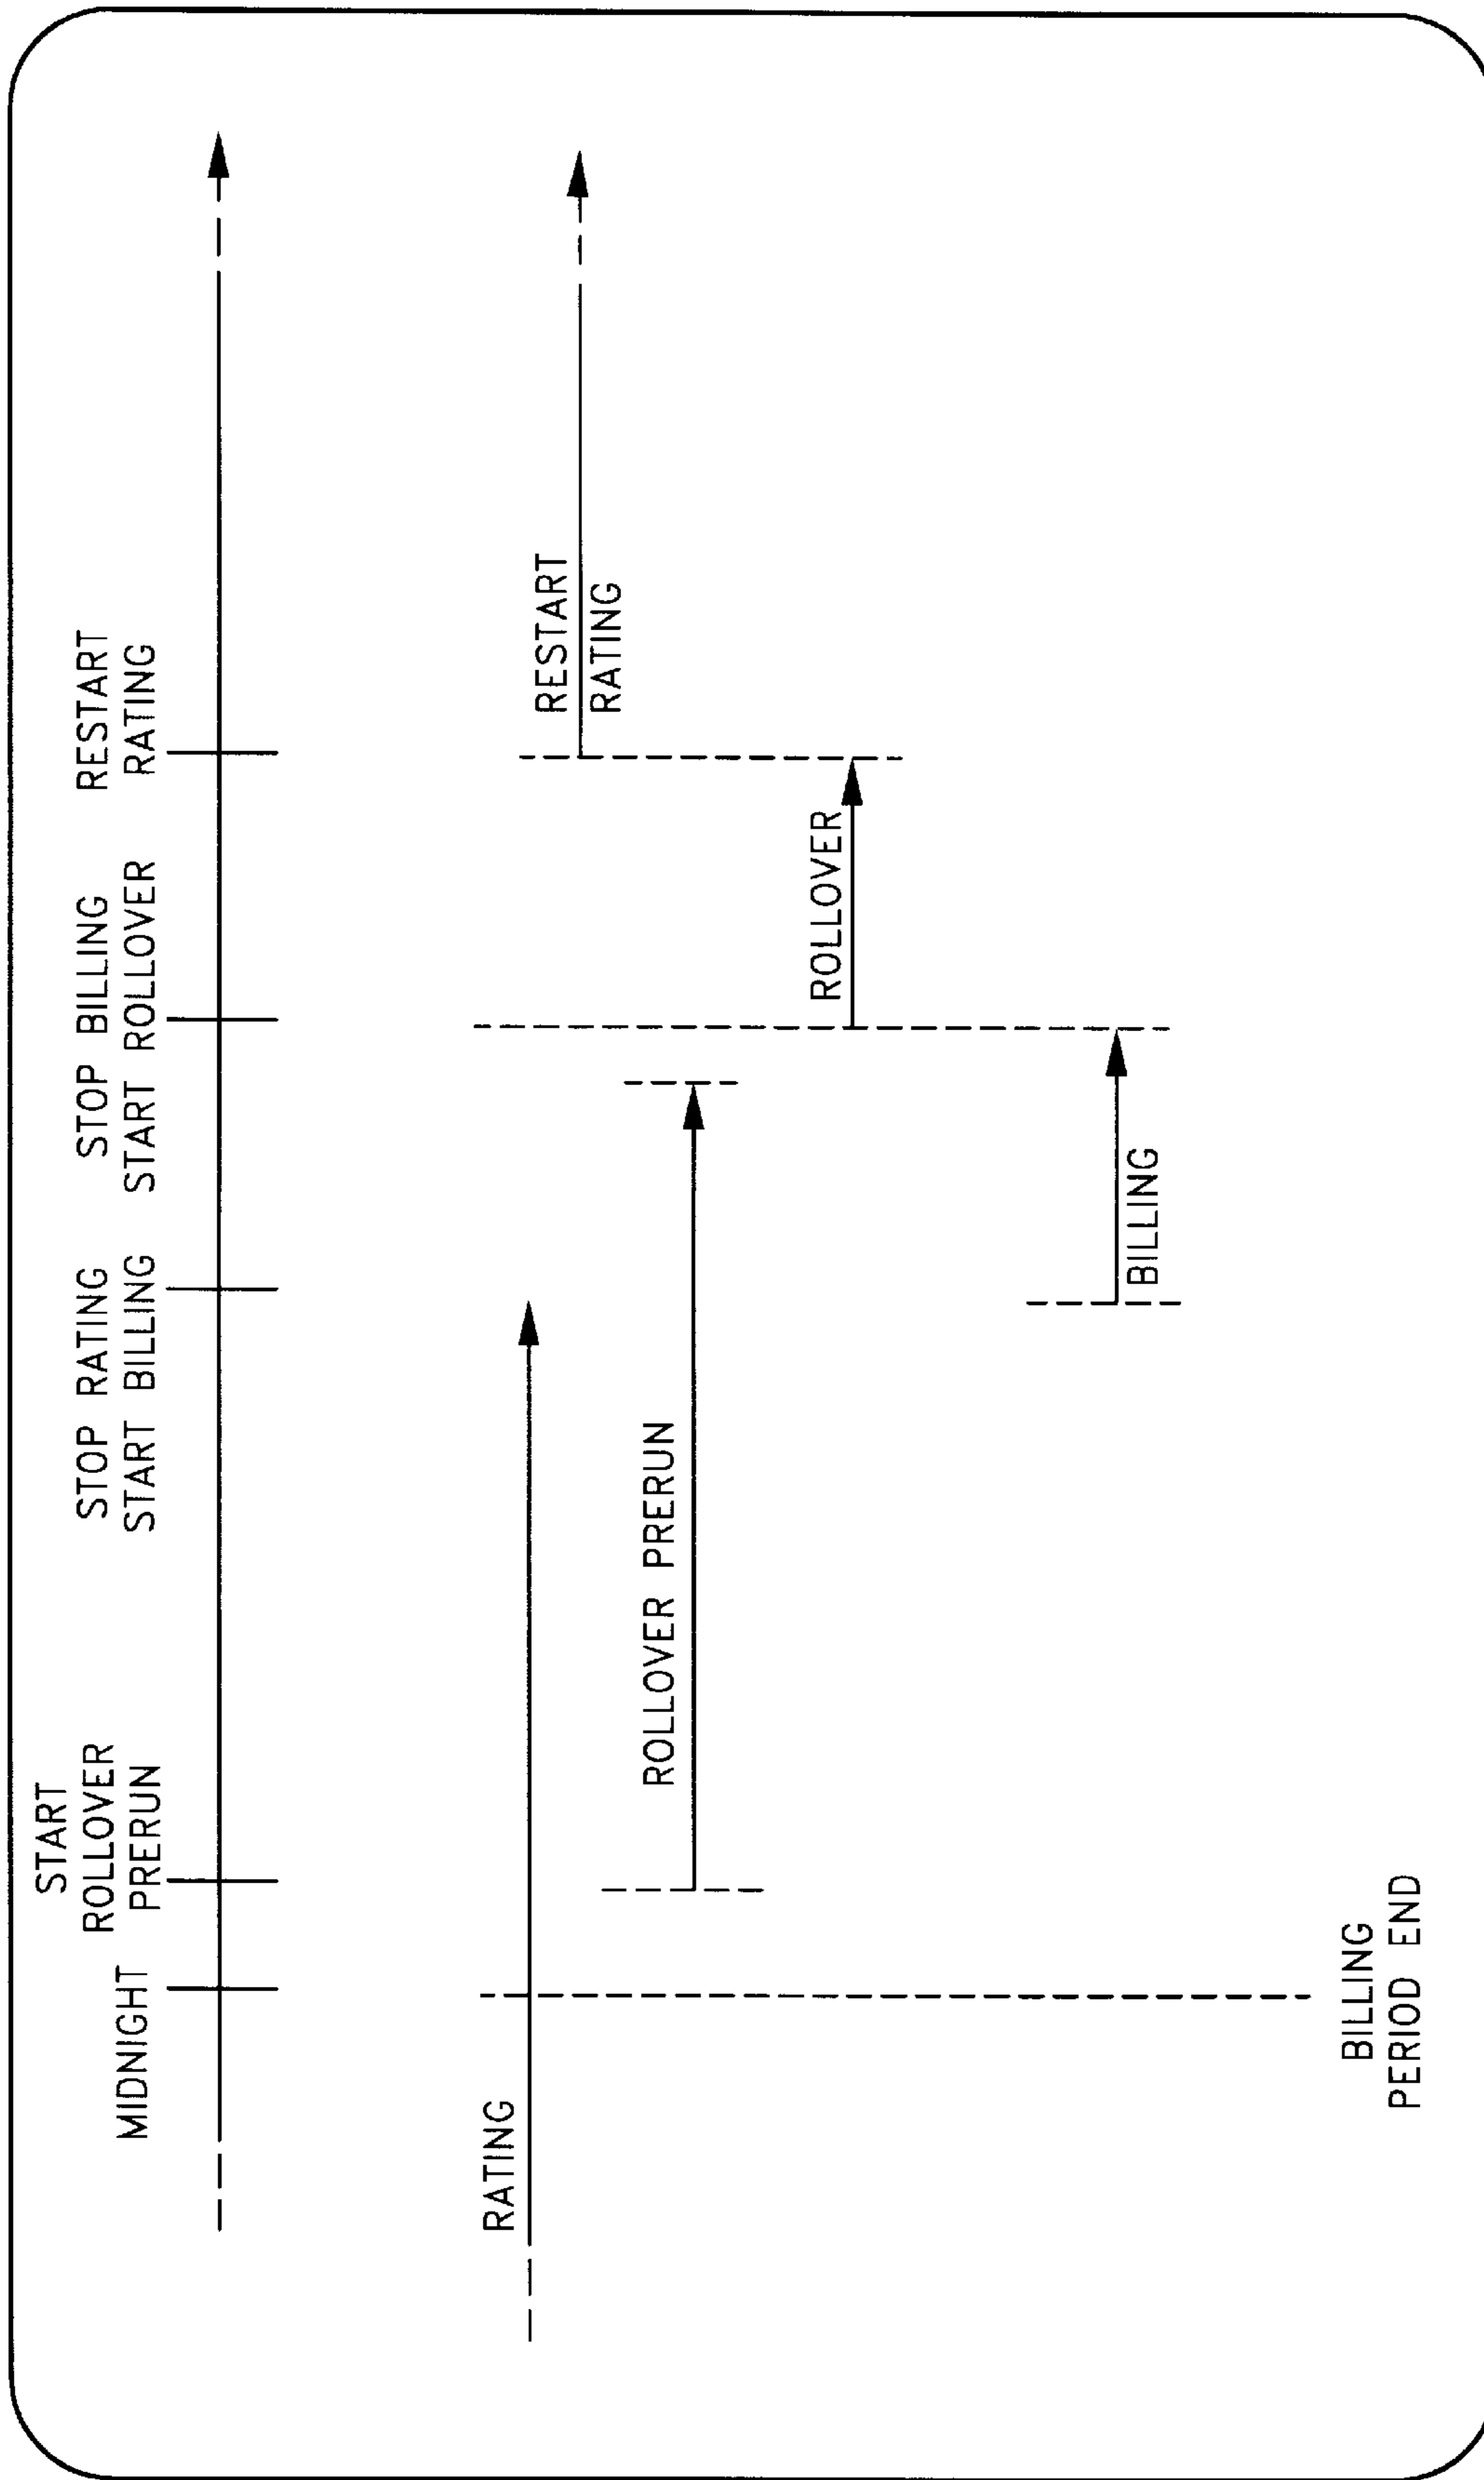 MIDNIGHT
START
ROLLOVER
PRERUN
STOP RATING
START BILLING
STOP BILLING
START ROLLOVER
RESTART
RATING
RATING
RESTART
RATING
ROLLOVER PRERUN
ROLLOVER
BILLING
BILLING
PERIOD END